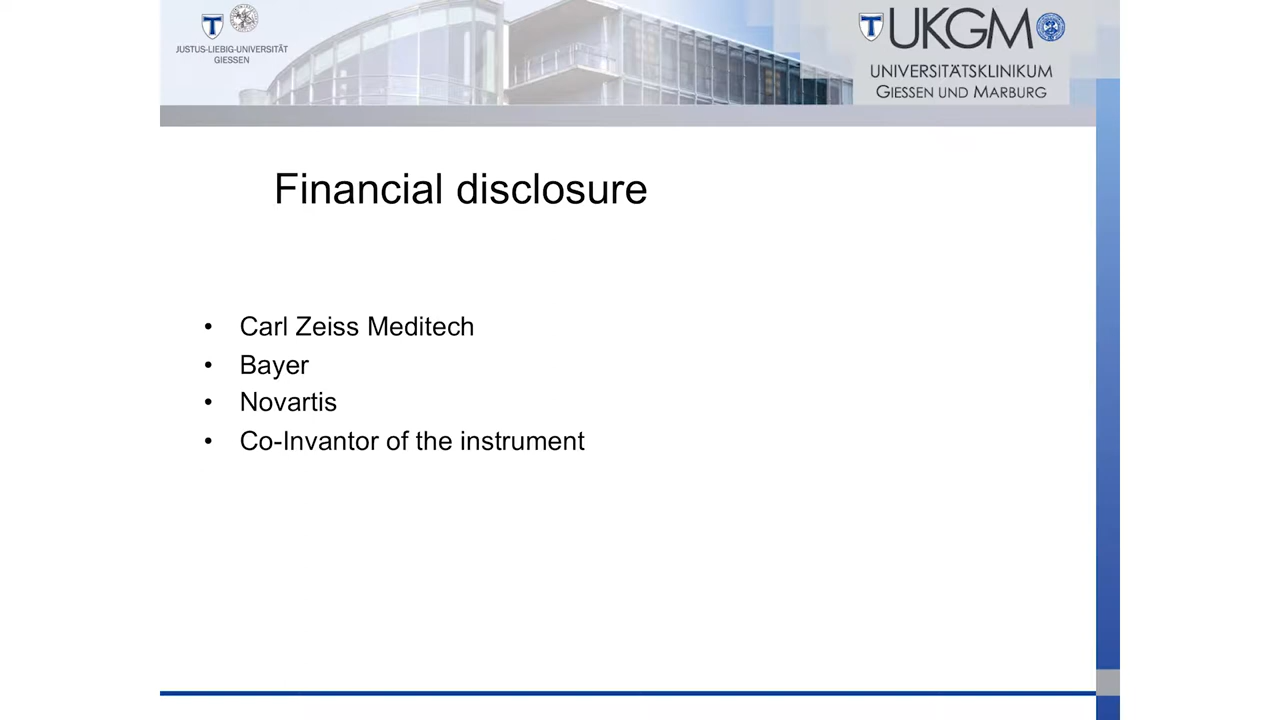 JUSTUS-LIEBIG-UNIVERSITÄT
GIESSEN
UKGM
UNIVERSITÄTSKLINIKUM
GIESSEN UND MARBURG
Financial disclosure
• Carl Zeiss Meditech
• Bayer
• Novartis
• Co-Invantor of the instrument